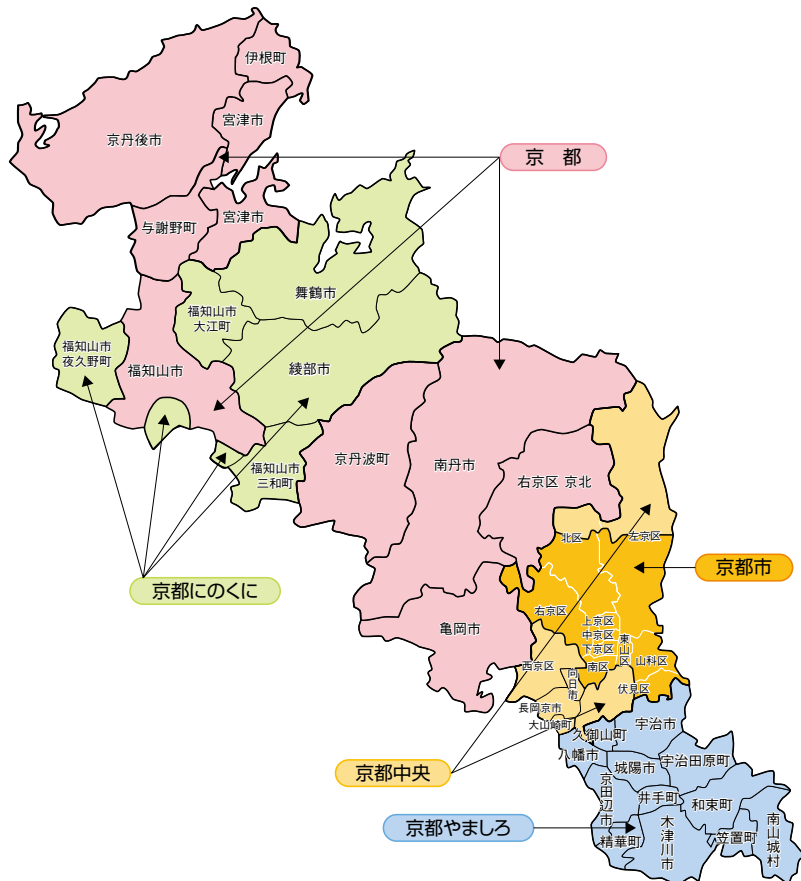 伊根町
宮津市
京丹後市
京　都
与謝野町
宮津市
舞鶴市
福知山市
大江町
福知山市
夜久野町
福知山市
綾部市
京丹波町
南丹市
福知山市
三和町
右京区 京北
北区
左京区
京都市
京都にのくに
右京区
上京区
中京区
下京区
東山区
亀岡市
西京区
南区
山科区
向日市
伏見区
長岡京市
大山崎町
久御山町
宇治市
八幡市
城陽市
宇治田原町
京都中央
京田辺市
井手町
和束町
京都やましろ
精華町
木津川市
笠置町
南山城村